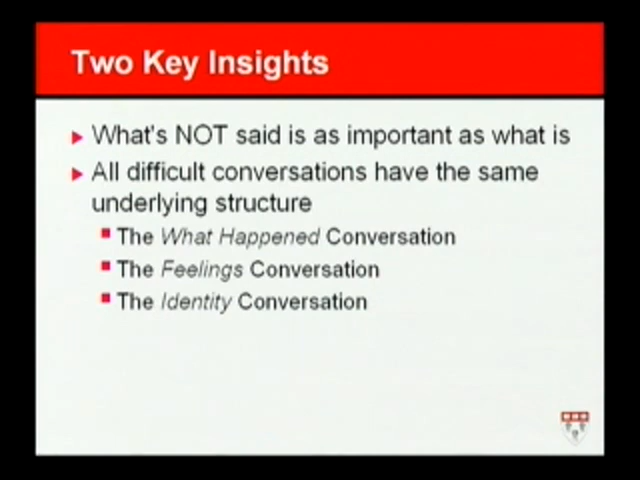 Two Key Insights
What's NOT said is as important as what is
All difficult conversations have the same
underlying structure
The What Happened Conversation
The Feelings Conversation
The Identity Conversation